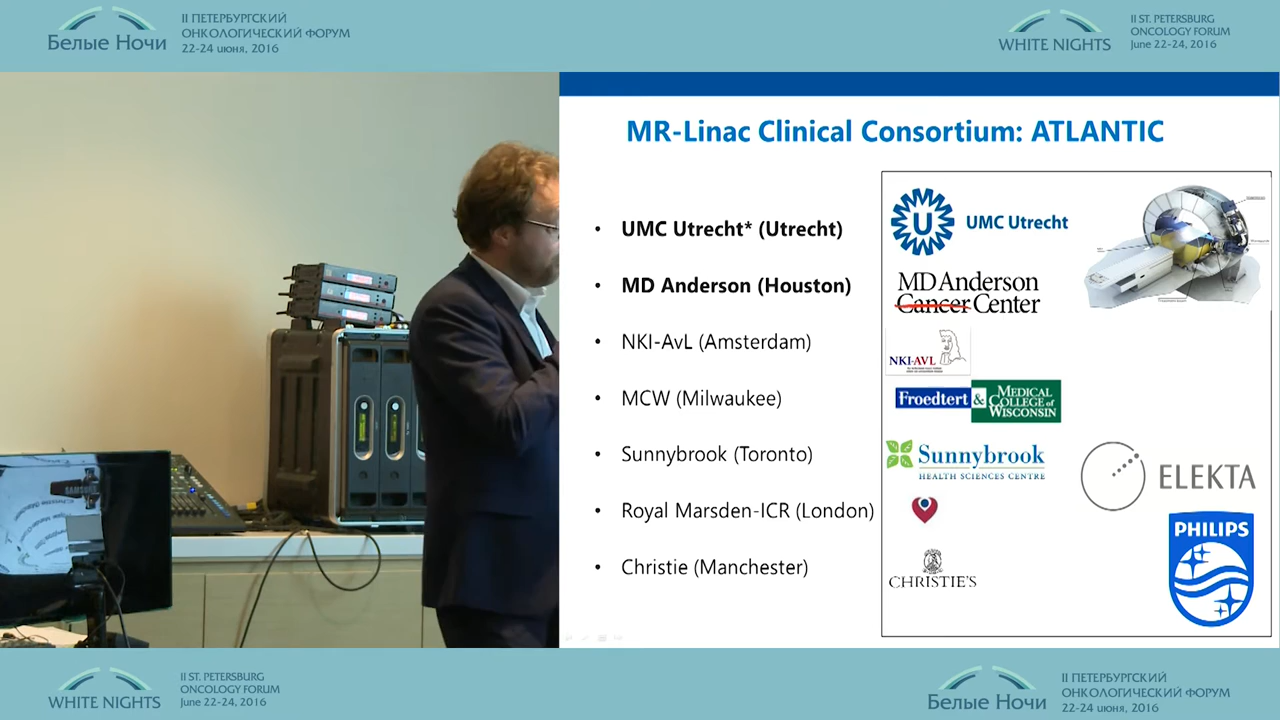 Белые Ночи
II ПЕТЕРБУРГСКИЙ
ОНКОЛОГИЧЕСКИЙ ФОРУМ
22-24 июня, 2016
WHITE NIGHTS
II ST. PETERSBURG
ONCOLOGY FORUM
June 22-24, 2016
MR-Linac Clinical Consortium: ATLANTIC
• UMC Utrecht* (Utrecht)
• MD Anderson (Houston)
• NKI-AvL (Amsterdam)
• MCW (Milwaukee)
• Sunnybrook (Toronto)
• Royal Marsden-ICR (London)
• Christie (Manchester)
U
UMC Utrecht
MD Anderson
Cancer Center
NKI-AVL
Froedtert & MEDICAL
COLLEGE of
WISCONSIN
Sunnybrook
HEALTH SCIENCES CENTRE
CHRISTIE'S
ELEKTA
PHILIPS
SAMSUNG
WHITE NIGHTS
II ST. PETERSBURG
ONCOLOGY FORUM
June 22-24, 2016
Белые Ночи
II ПЕТЕРБУРГСКИЙ
ОНКОЛОГИЧЕСКИЙ ФОРУМ
22-24 июня, 2016